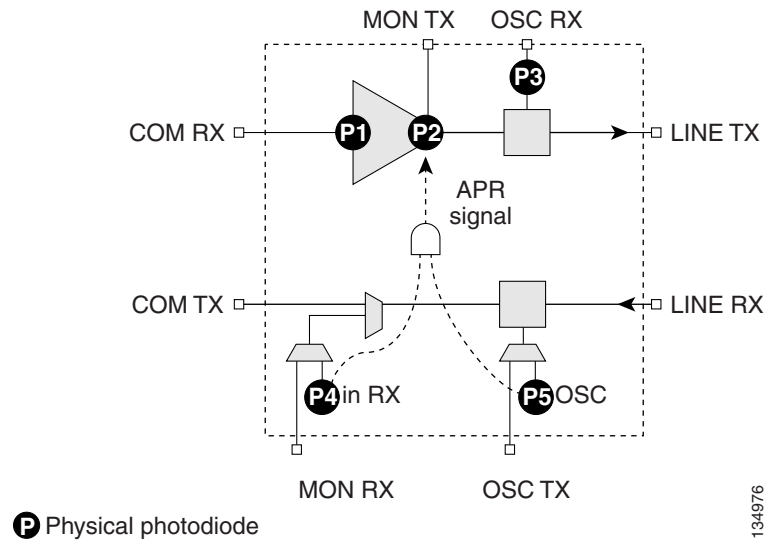 MON TX OSC RX
P3
COM RX P1 P2 LINE TX
APR
signal
COM TX LINE RX
P4 in RX P5 OSC
MON RX OSC TX
P Physical photodiode
134976